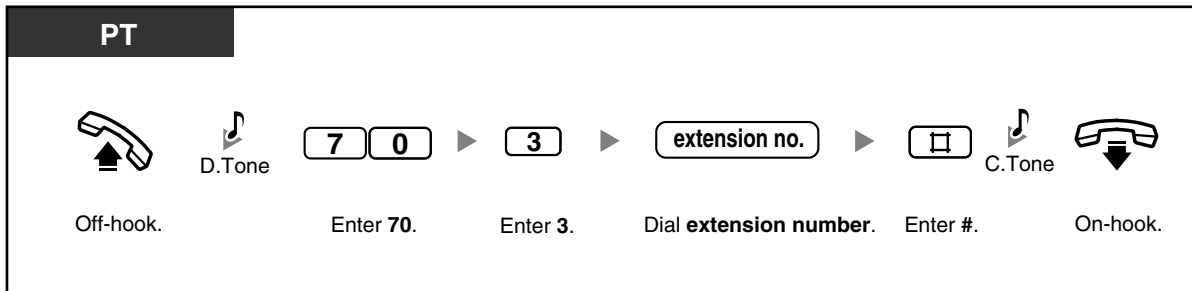 PT
D.Tone
7 0
3
extension no.
#
C.Tone
Off-hook.
Enter 70.
Enter 3.
Dial extension number.
Enter #.
On-hook.